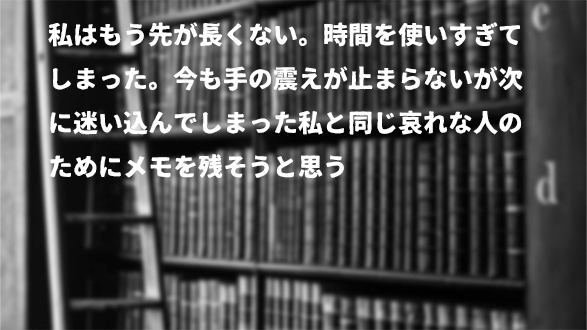 私はもう先が長くない。時間を使いすぎて
しまった。今も手の震えが止まらないが次
に迷い込んでしまった私と同じ哀れな人の
ためにメモを残そうと思う
c
d